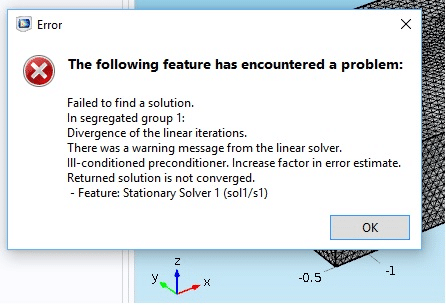 Error
The following feature has encountered a problem:
Failed to find a solution.
In segregated group 1:
Divergence of the linear iterations.
There was a warning message from the linear solver.
Ill-conditioned preconditioner. Increase factor in error estimate.
Returned solution is not converged.
- Feature: Stationary Solver 1 (sol1/s1)
OK
z
y x
-0.5
-1